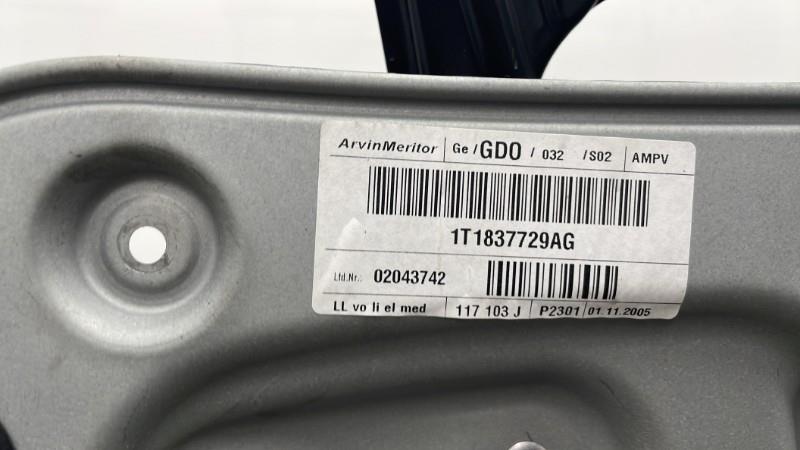 ArvinMeritor Ge / GDO / 032 / S02 AMPV
1T1837729AG
Lfd.Nr.: 02043742
LL vo li el med 117 103 J P2301 01.11.2005